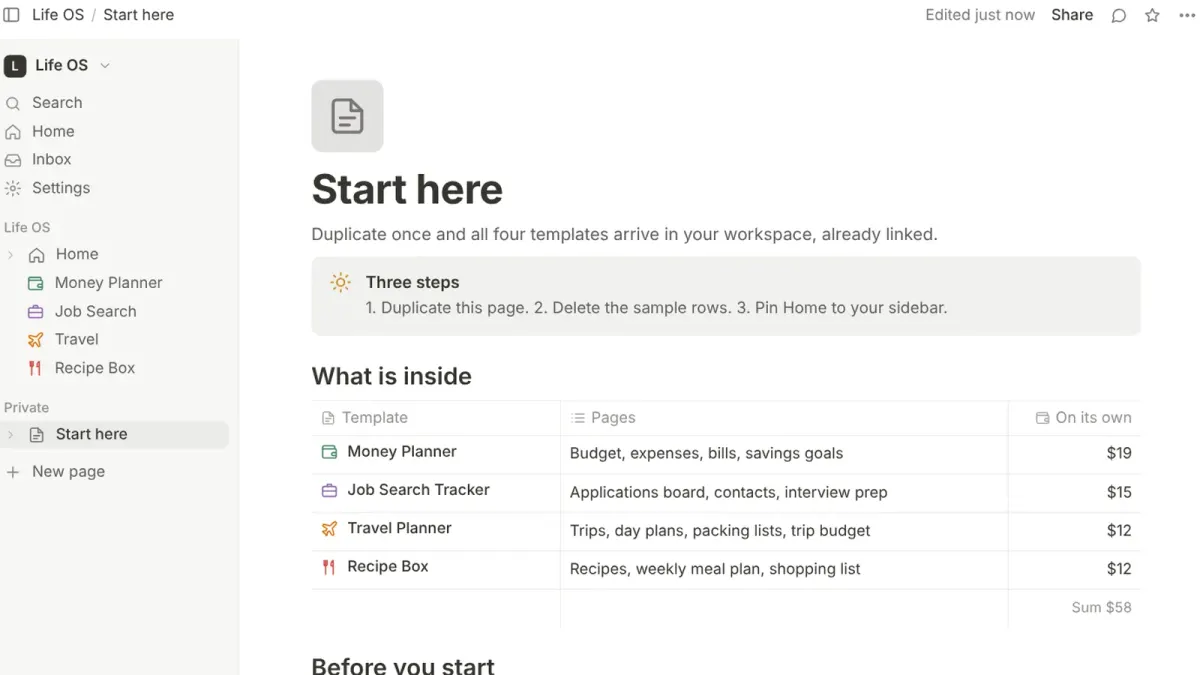 Life OS / Start here
Edited just now Share
L Life OS
Search
Home
Inbox
Settings
Life OS
Home
Money Planner
Job Search
Travel
Recipe Box
Private
Start here
New page
Start here
Duplicate once and all four templates arrive in your workspace, already linked.
Three steps
1. Duplicate this page. 2. Delete the sample rows. 3. Pin Home to your sidebar.
What is inside
Template Pages On its own
Money Planner Budget, expenses, bills, savings goals $19
Job Search Tracker Applications board, contacts, interview prep $15
Travel Planner Trips, day plans, packing lists, trip budget $12
Recipe Box Recipes, weekly meal plan, shopping list $12
Sum $58
Before you start